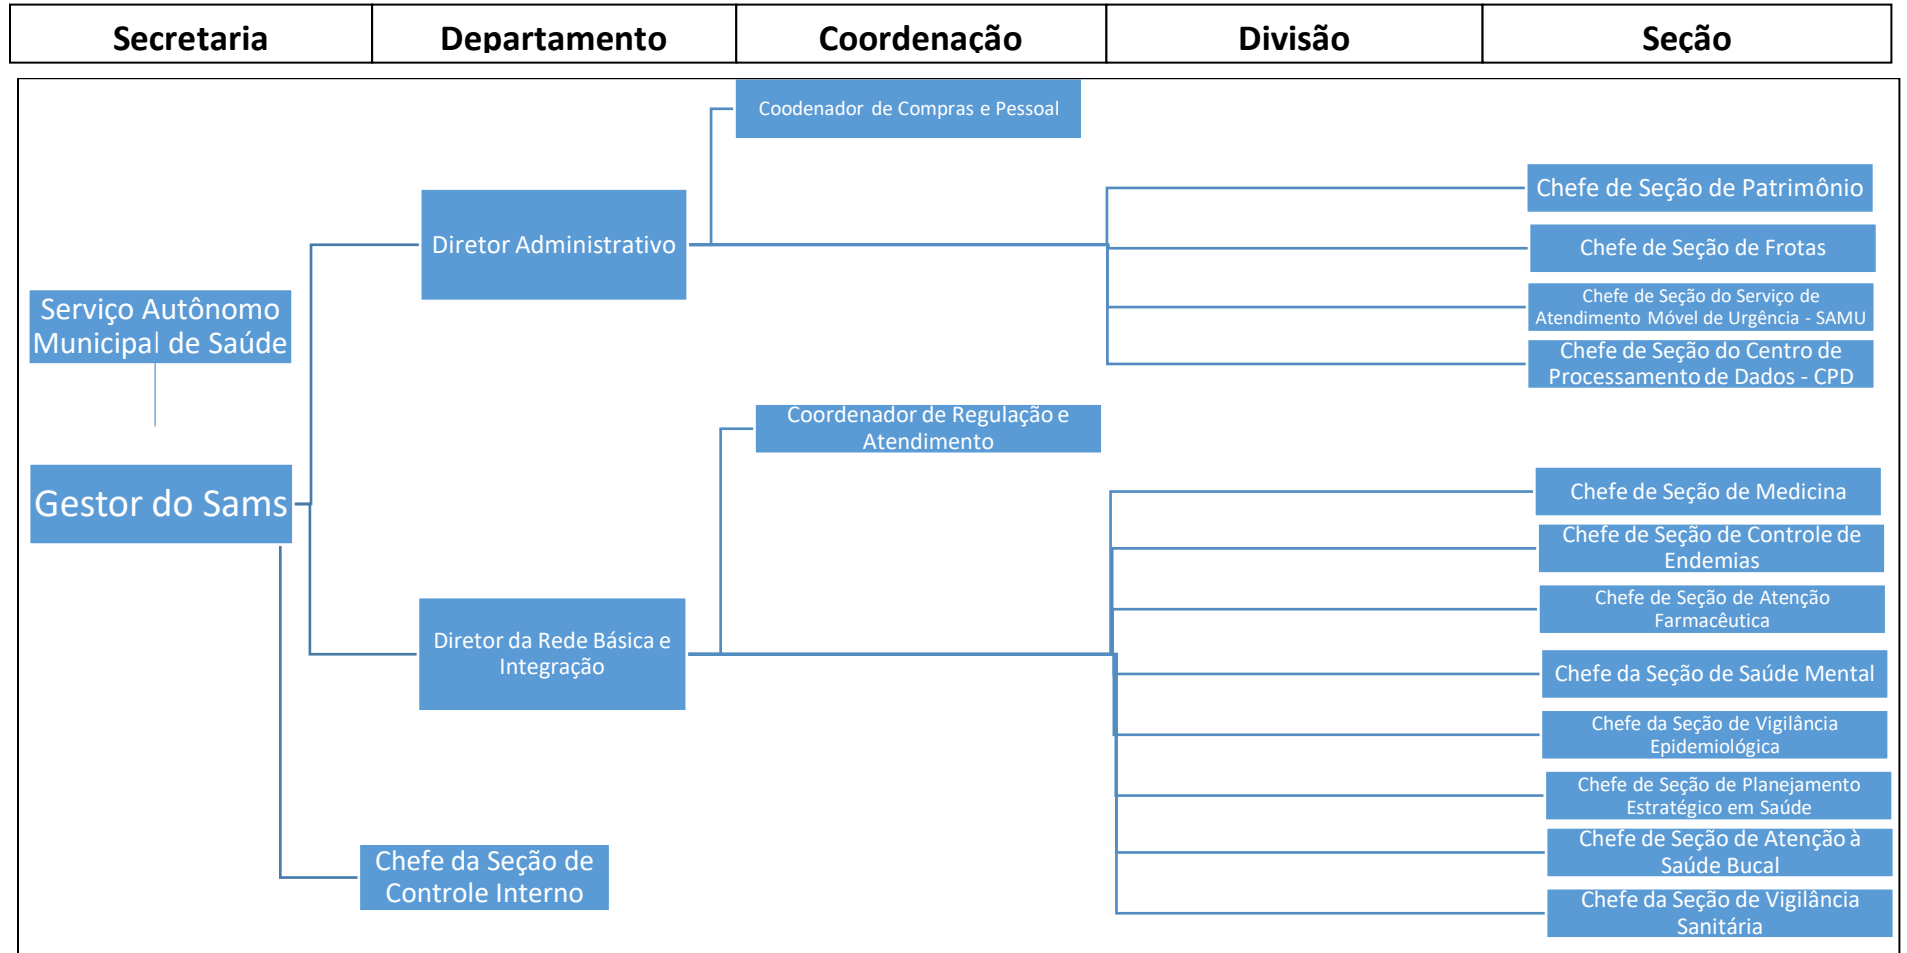 Secretaria
Departamento
Coordenação
Divisão
Seção
Coodenador de Compras e Pessoal
Chefe de Seção de Patrimônio
Diretor Administrativo
Chefe de Seção de Frotas
Serviço Autônomo
Municipal de Saúde
Chefe de Seção do Serviço de
Atendimento Móvel de Urgência - SAMU
Chefe de Seção do Centro de
Processamento de Dados - CPD
Coordenador de Regulação e
Atendimento
Gestor do Sams
Chefe de Seção de Medicina
Chefe de Seção de Controle de
Endemias
Chefe de Seção de Atenção
Farmacêutica
Diretor da Rede Básica e
Integração
Chefe da Seção de Saúde Mental
Chefe da Seção de Vigilância
Epidemiológica
Chefe de Seção de Planejamento
Estratégico em Saúde
Chefe da Seção de
Controle Interno
Chefe de Seção de Atenção à
Saúde Bucal
Chefe da Seção de Vigilância
Sanitária